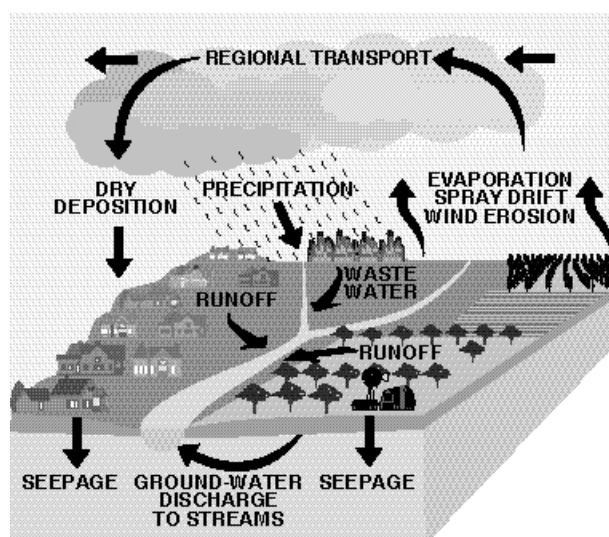 REGIONAL TRANSPORT
DRY
DEPOSITION
PRECIPITATION
EVAPORATION
SPRAY DRIFT
WIND EROSION
WASTE
WATER
RUNOFF
RUNOFF
SEEPAGE
GROUND-WATER
DISCHARGE
TO STREAMS
SEEPAGE